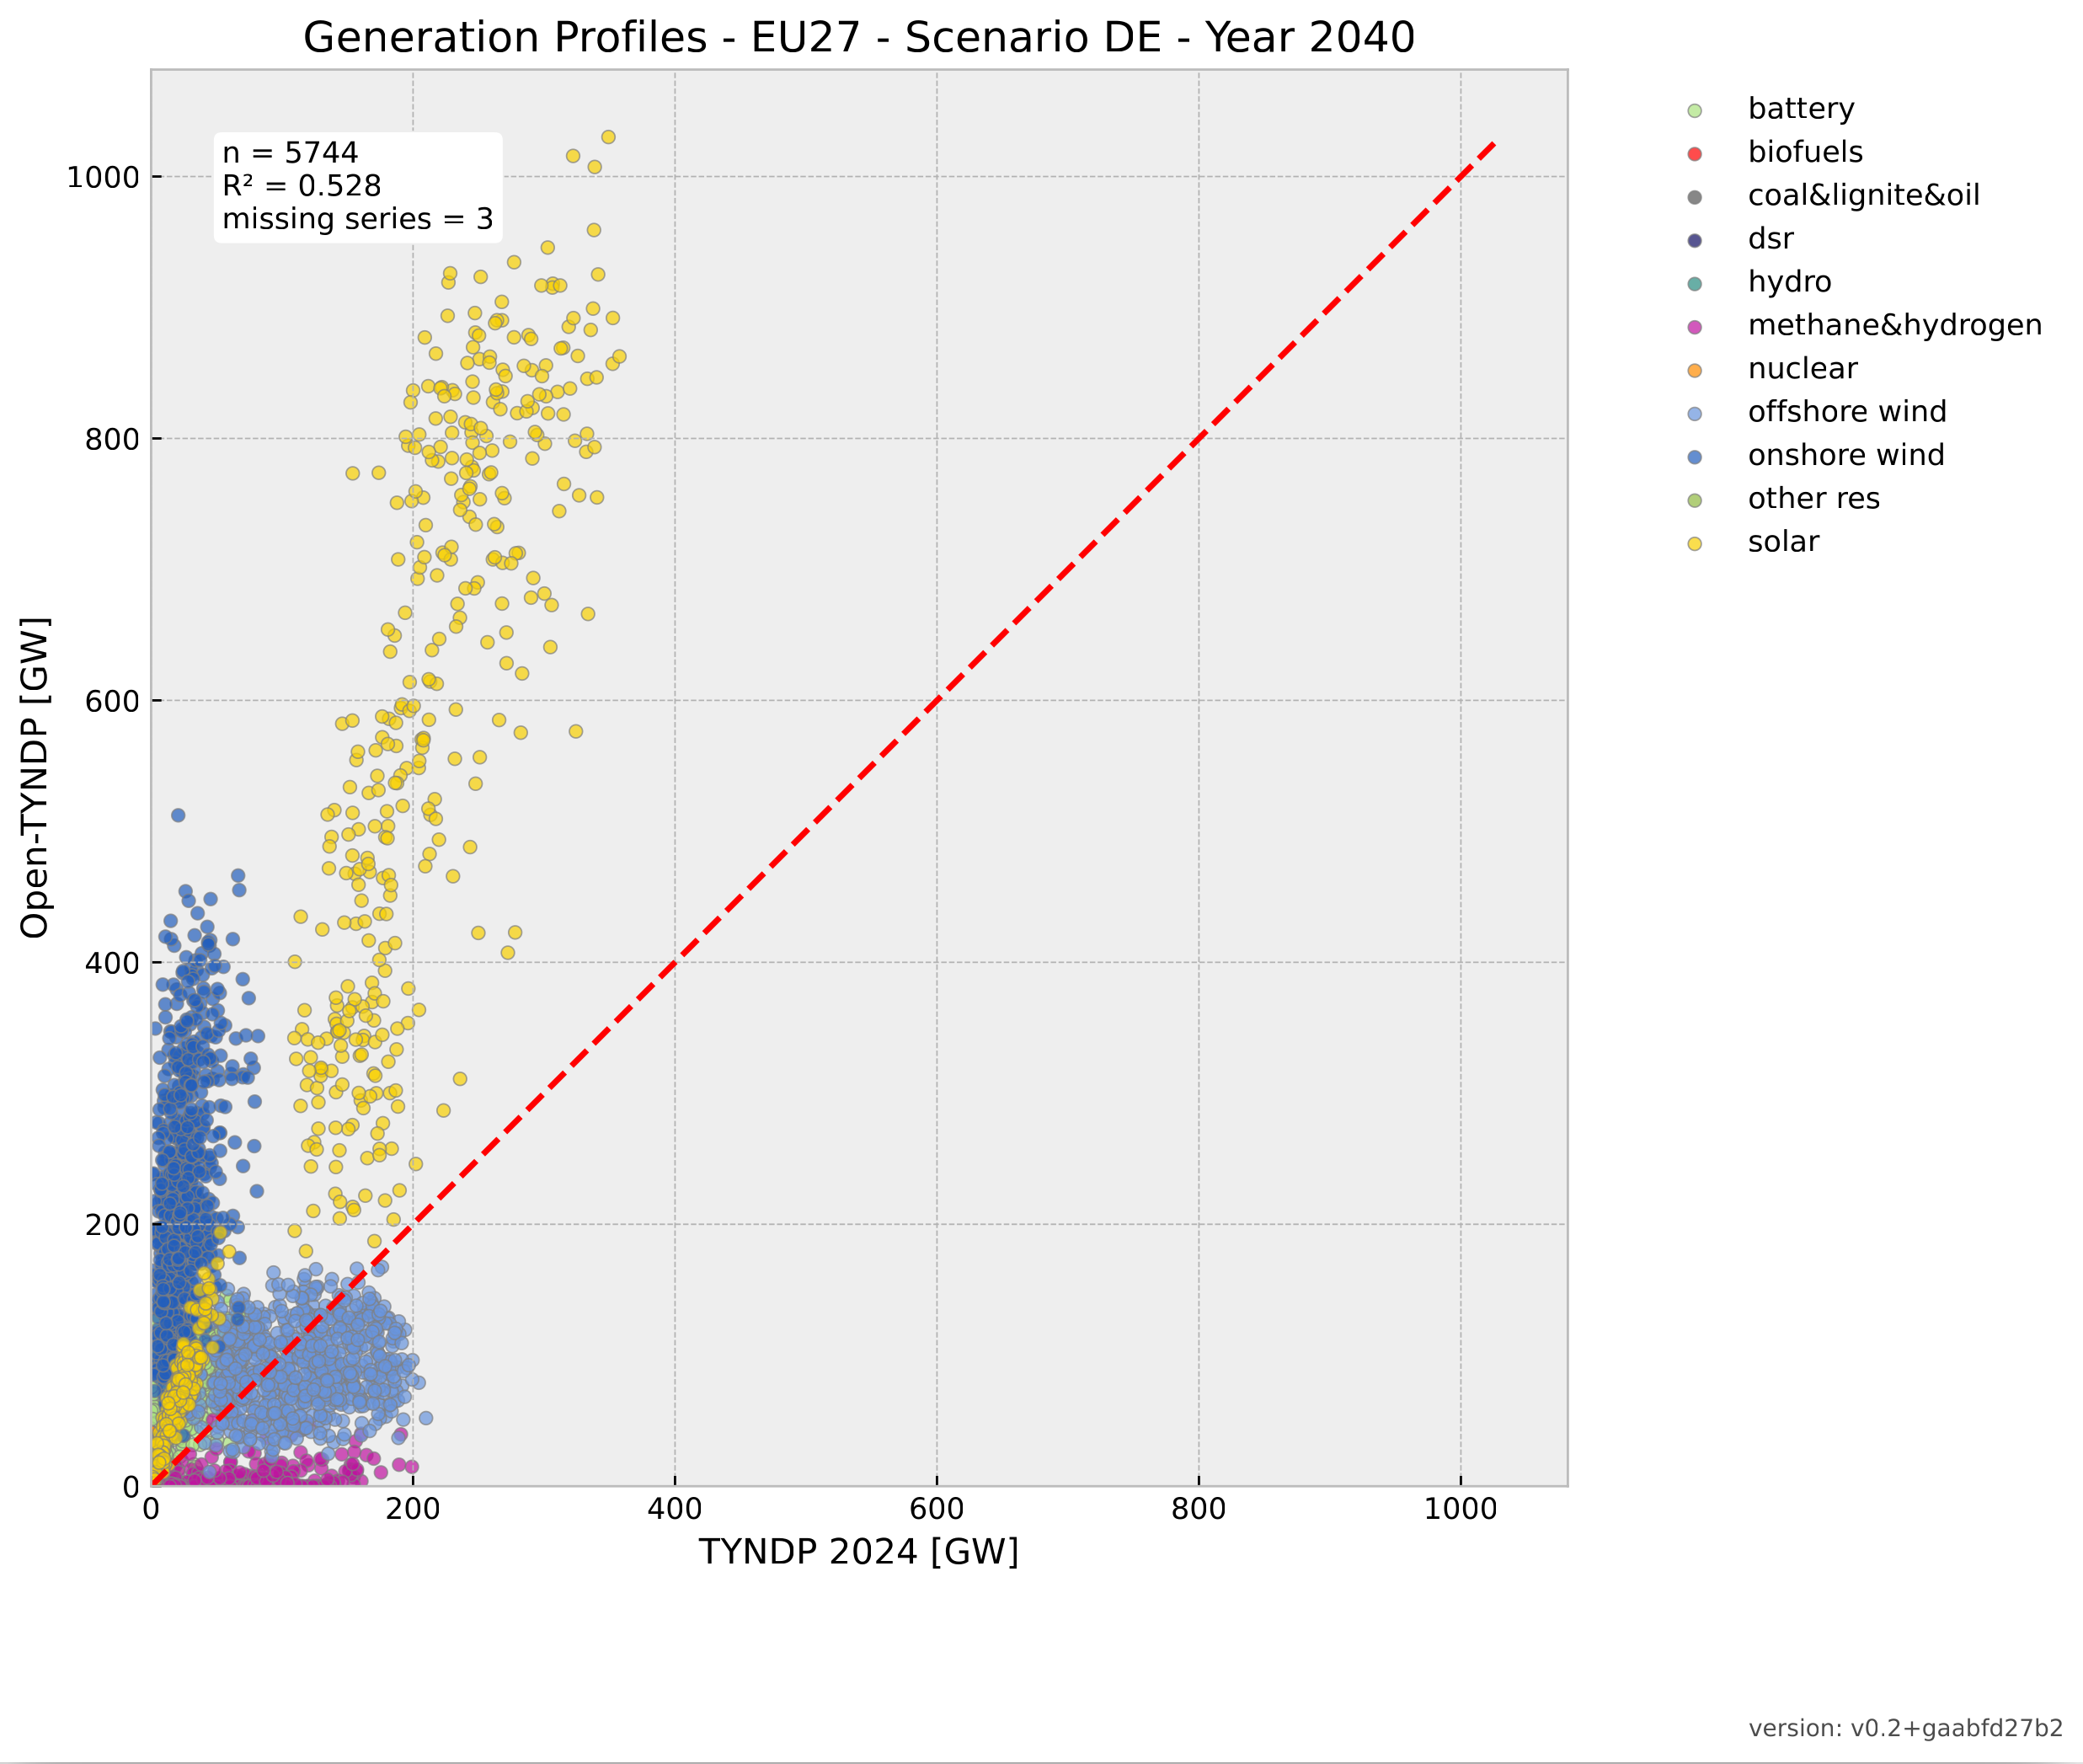 Generation Profiles - EU27 - Scenario DE - Year 2040
n = 5744
R² = 0.528
missing series = 3
Open-TYNDP [GW]
1000
800
600
400
200
0
0 200 400 600 800 1000
TYNDP 2024 [GW]
battery
biofuels
coal&lignite&oil
dsr
hydro
methane&hydrogen
nuclear
offshore wind
onshore wind
other res
solar
version: v0.2+gaabfd27b2